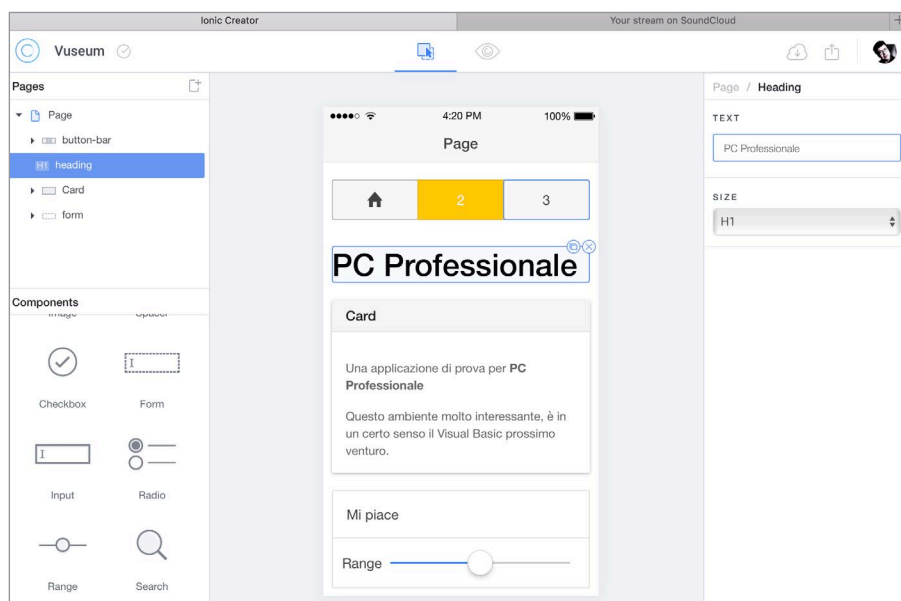 Ionic Creator
Your stream on SoundCloud
Vuseum
Pages
Page
button-bar
H1 heading
Card
form
Components
Image
Spacer
Checkbox
Form
Input
Radio
Range
Search
4:20 PM
100%
Page
2
3
PC Professionale
Card
Una applicazione di prova per PC
Professionale
Questo ambiente molto interessante, è in
un certo senso il Visual Basic prossimo
venturo.
Mi piace
Range
Page / Heading
TEXT
PC Professionale
SIZE
H1